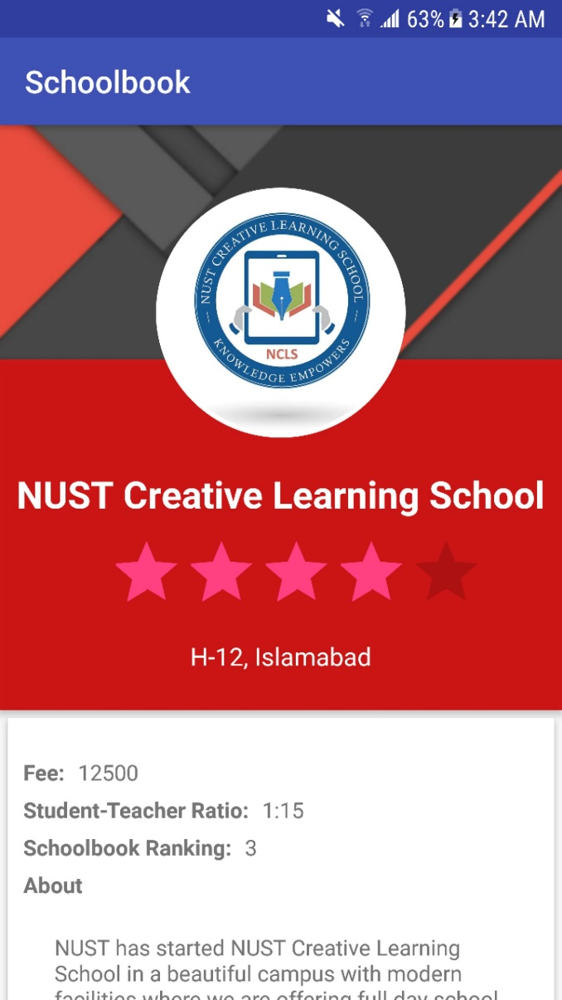 63% 3:42 AM
Schoolbook
NUST CREATIVE LEARNING SCHOOL
NCLS
KNOWLEDGE EMPOWERS
NUST Creative Learning School
H-12, Islamabad
Fee: 12500
Student-Teacher Ratio: 1:15
Schoolbook Ranking: 3
About
NUST has started NUST Creative Learning
School in a beautiful campus with modern
facilities where we are offering full day school